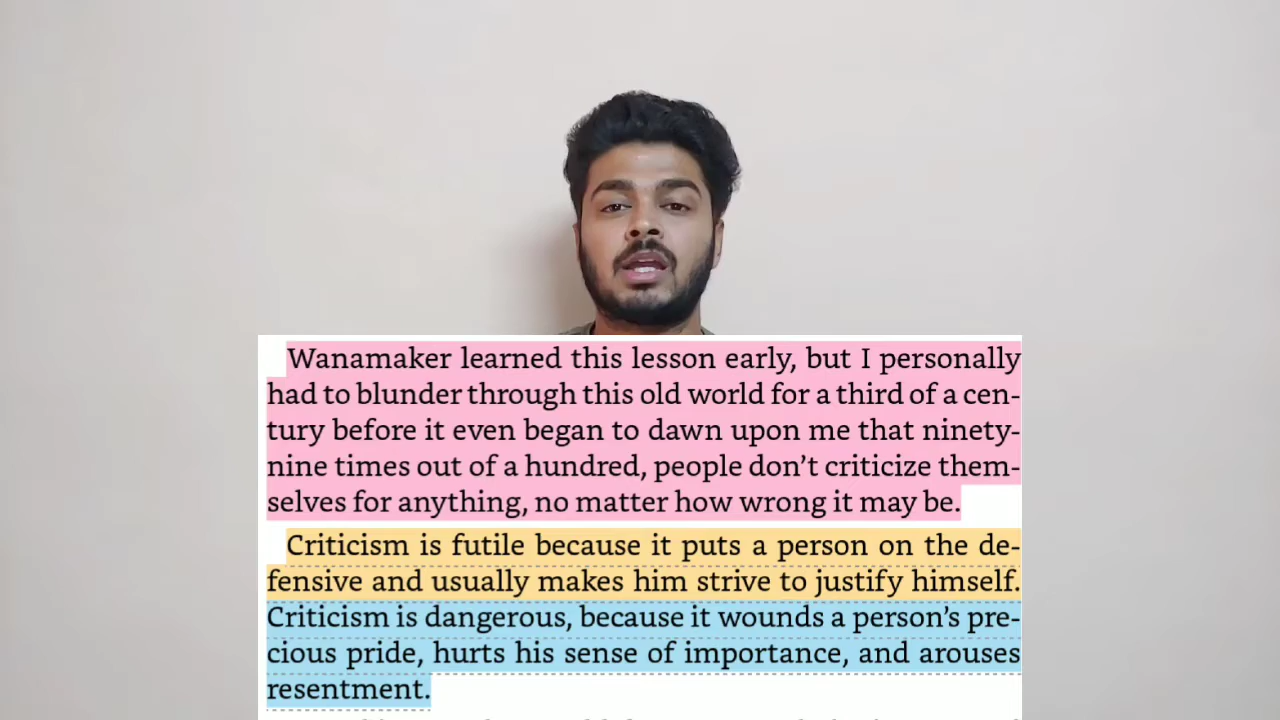 Wanamaker learned this lesson early, but I personally
had to blunder through this old world for a third of a cen-
tury before it even began to dawn upon me that ninety-
nine times out of a hundred, people don’t criticize them-
selves for anything, no matter how wrong it may be.
Criticism is futile because it puts a person on the de-
fensive and usually makes him strive to justify himself.
Criticism is dangerous, because it wounds a person’s pre-
cious pride, hurts his sense of importance, and arouses
resentment.